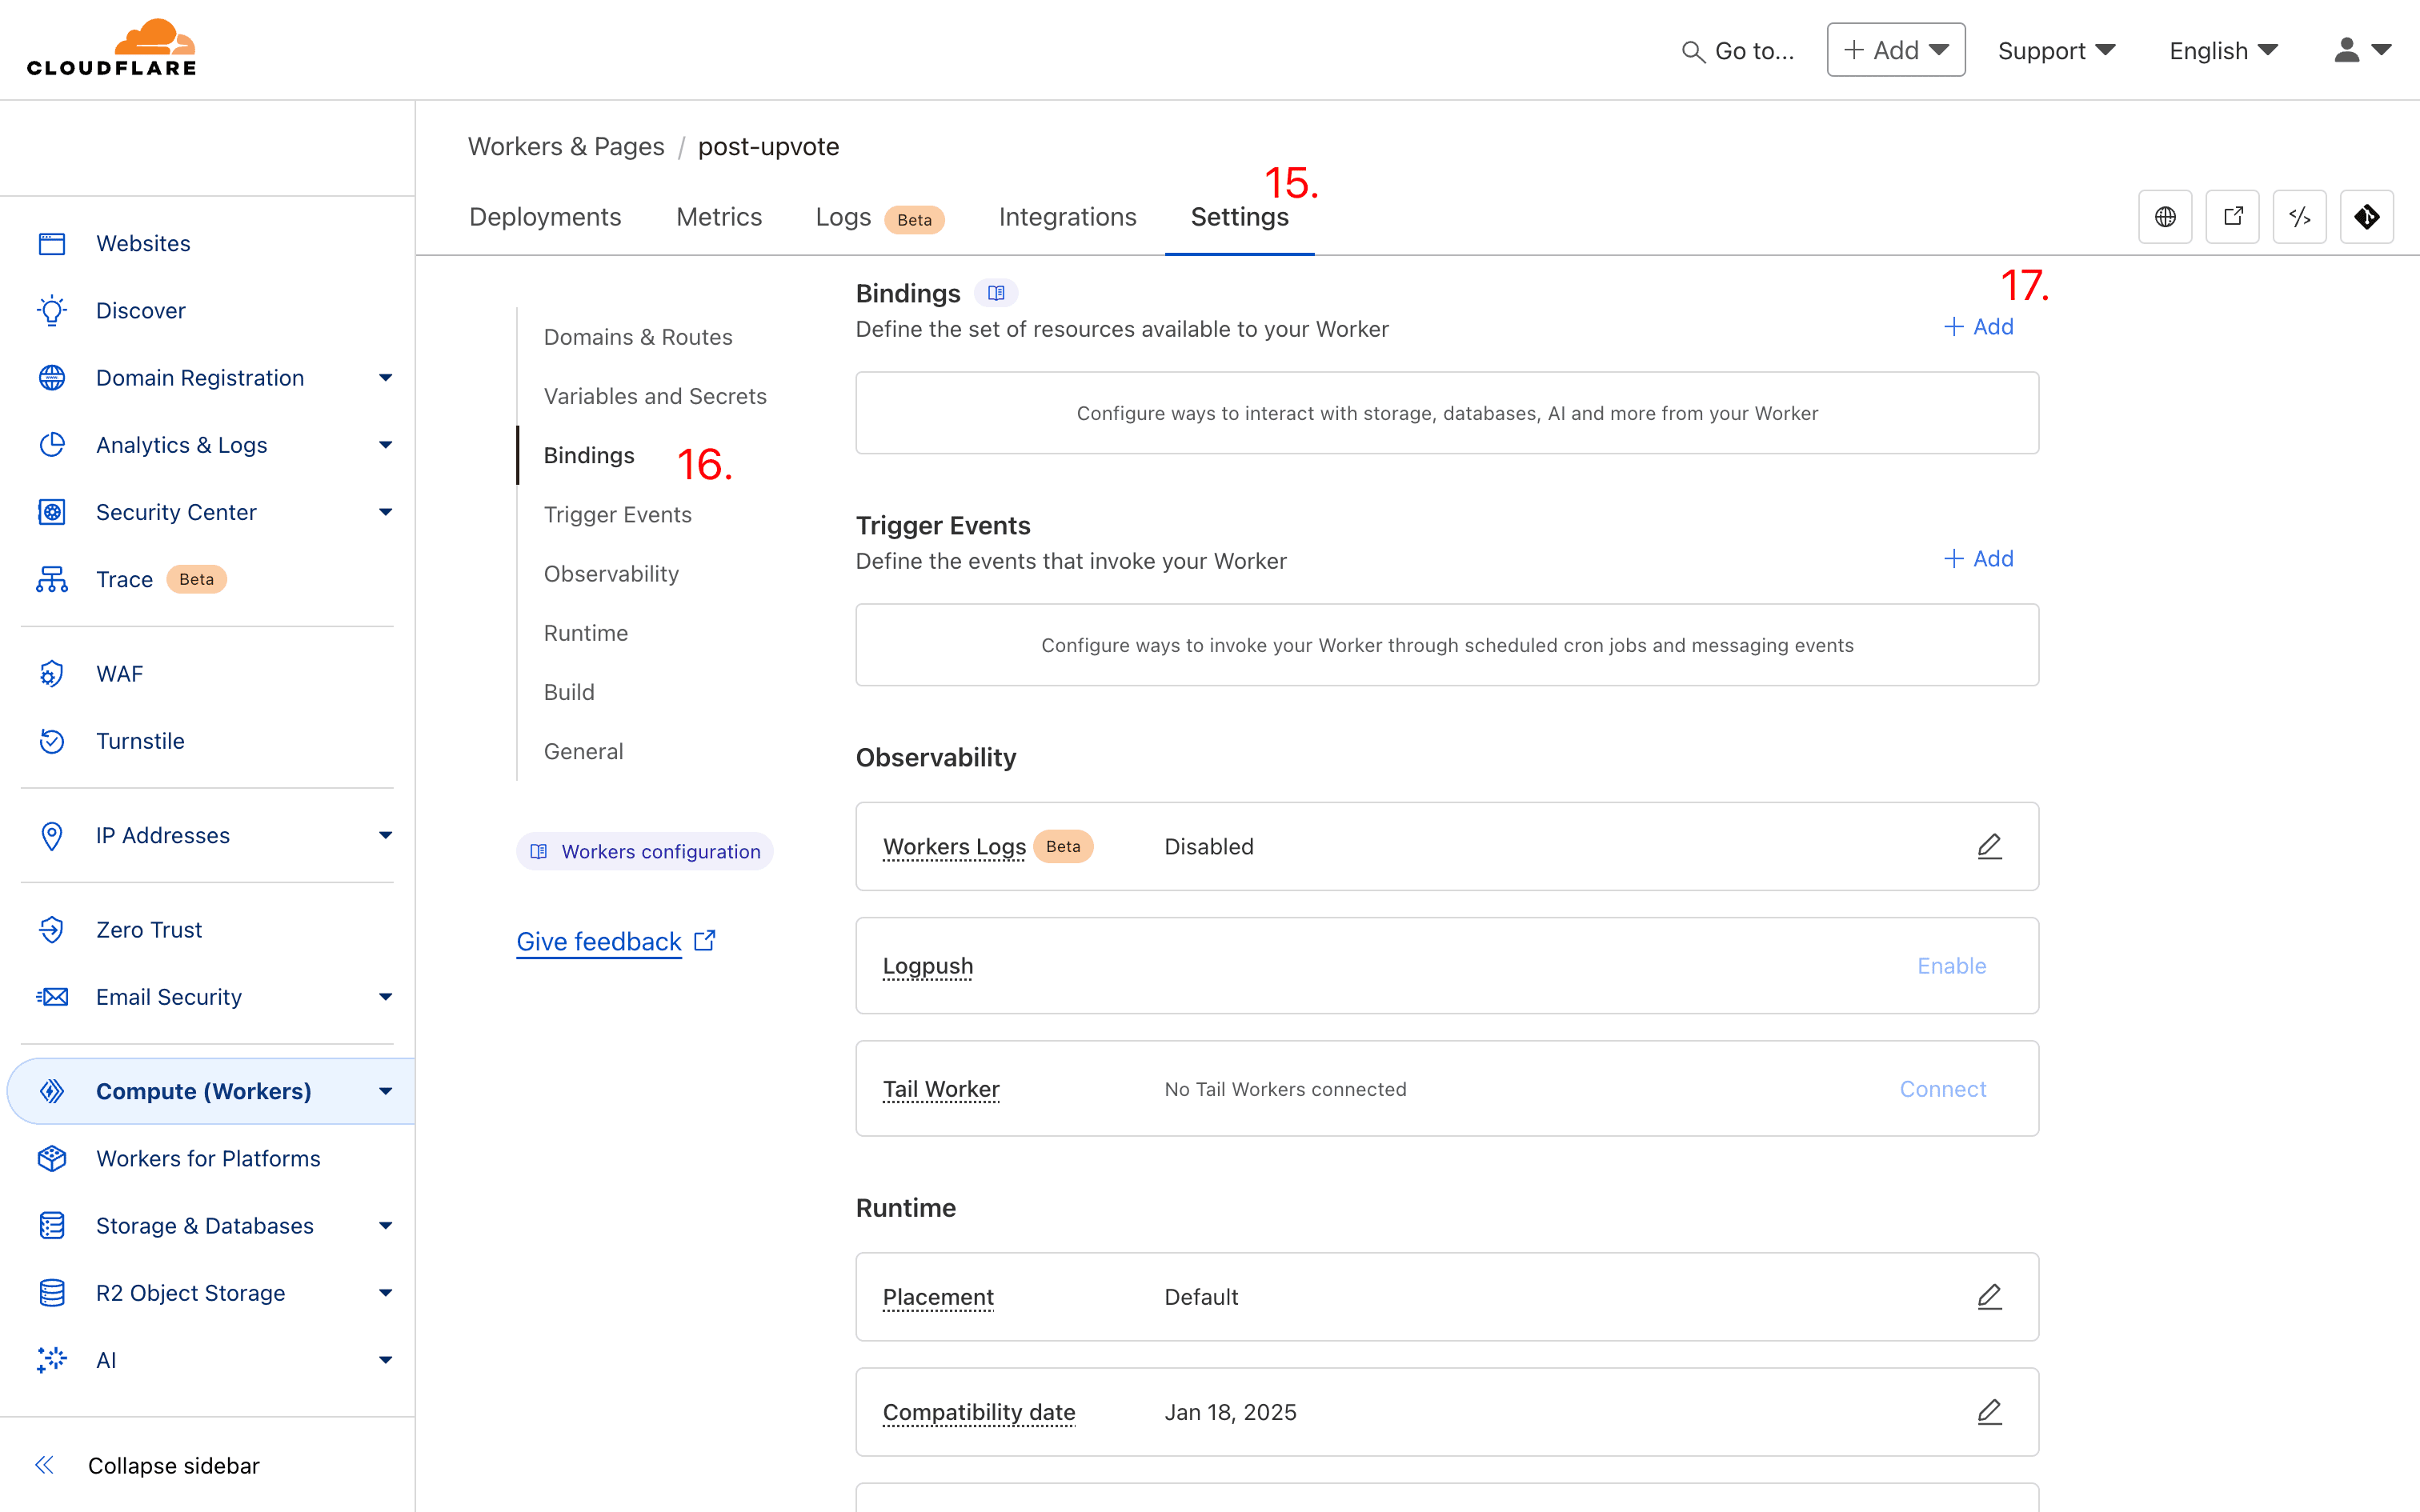 CLOUDFLARE
Go to...
Add
Support
English
Websites
Discover
Domain Registration
Analytics & Logs
Security Center
Trace Beta
WAF
Turnstile
IP Addresses
Zero Trust
Email Security
Compute (Workers)
Workers for Platforms
Storage & Databases
R2 Object Storage
AI
Collapse sidebar
Workers & Pages / post-upvote
15.
Deployments Metrics Logs Beta Integrations Settings
Domains & Routes
Variables and Secrets
Bindings 16.
Trigger Events
Observability
Runtime
Build
General
Workers configuration
Give feedback
Bindings
17.
Define the set of resources available to your Worker
+ Add
Configure ways to interact with storage, databases, AI and more from your Worker
Trigger Events
Define the events that invoke your Worker
+ Add
Configure ways to invoke your Worker through scheduled cron jobs and messaging events
Observability
Workers Logs Beta Disabled
Logpush Enable
Tail Worker No Tail Workers connected Connect
Runtime
Placement Default
Compatibility date Jan 18, 2025